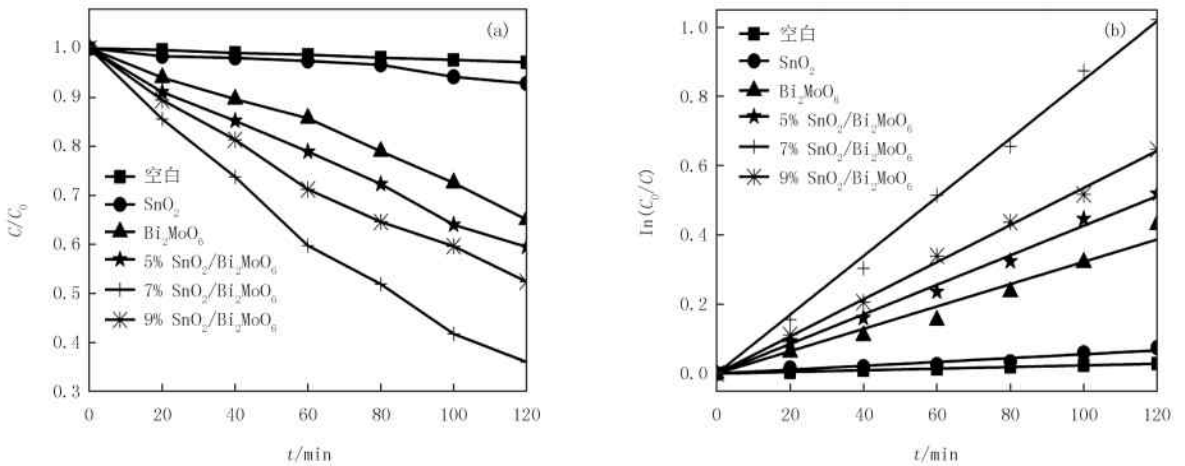 (a)
1.0
0.9
0.8
0.7
0.6
0.5
0.4
0.3
C/C₀
空白
SnO₂
Bi₂MoO₆
5% SnO₂/Bi₂MoO₆
7% SnO₂/Bi₂MoO₆
9% SnO₂/Bi₂MoO₆
0 20 40 60 80 100 120
t/min
(b)
1.0
0.8
0.6
0.4
0.2
0.0
In(C₀/C)
空白
SnO₂
Bi₂MoO₆
5% SnO₂/Bi₂MoO₆
7% SnO₂/Bi₂MoO₆
9% SnO₂/Bi₂MoO₆
0 20 40 60 80 100 120
t/min